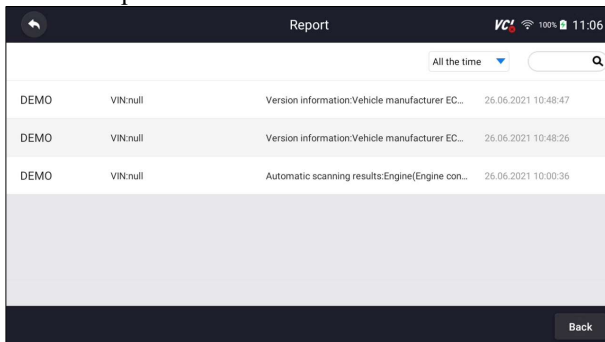 Report VCI 100% 11:06
All the time
DEMO VIN:null Version information:Vehicle manufacturer EC... 26.06.2021 10:48:47
DEMO VIN:null Version information:Vehicle manufacturer EC... 26.06.2021 10:48:26
DEMO VIN:null Automatic scanning results:Engine(Engine con... 26.06.2021 10:00:36
Back